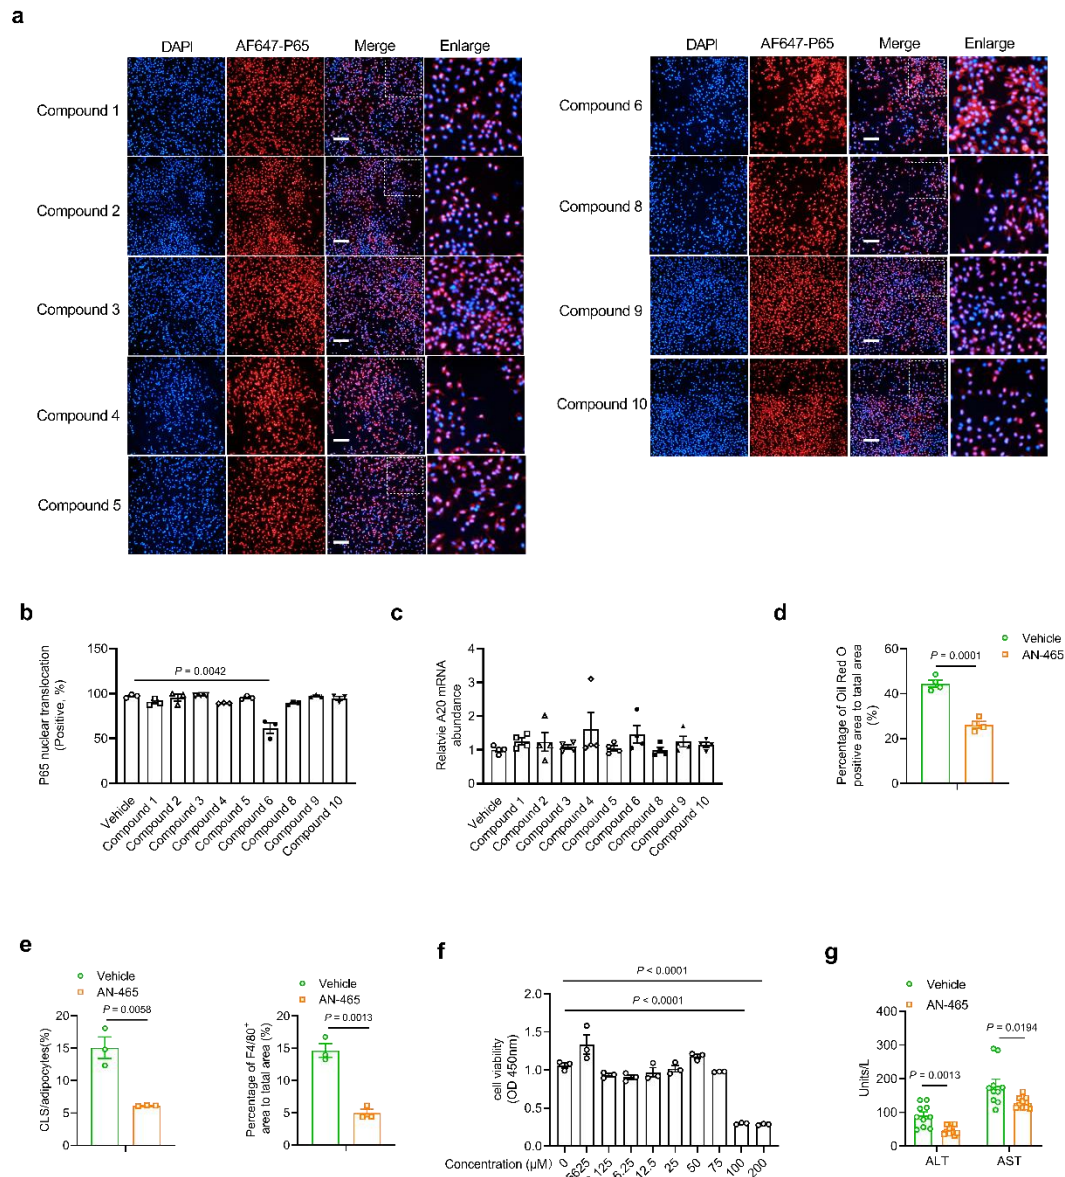 a
DAPI AF647-P65 Merge Enlarge
Compound 1
Compound 2
Compound 3
Compound 4
Compound 5
DAPI AF647-P65 Merge Enlarge
Compound 6
Compound 8
Compound 9
Compound 10
b
P65 nuclear translocation
(Positive, %)
150
100
50
0
P = 0.0042
Vehicle
Compound 1
Compound 2
Compound 3
Compound 4
Compound 5
Compound 6
Compound 8
Compound 9
Compound 10
c
Relatvie A20 mRNA
abundance
4
3
2
1
0
Vehicle
Compound 1
Compound 2
Compound 3
Compound 4
Compound 5
Compound 6
Compound 8
Compound 9
Compound 10
d
Vehicle
AN-465
Percentage of Oil Red O
positive area to tatal area
(%)
60
40
20
0
P = 0.0001
e
Vehicle
AN-465
CLS/adipocytes(%)
20
15
10
5
0
P = 0.0058
Vehicle
AN-465
Percentage of F4/80+
area to tatal area (%)
20
15
10
5
0
P = 0.0013
f
P < 0.0001
P < 0.0001
cell viability
(OD 450nm)
2.0
1.5
1.0
0.5
0.0
Concentration (μM)
0
5625
.125
6.25
12.5
25
50
75
100
200
g
Vehicle
AN-465
Units/L
400
300
200
100
0
P = 0.0013
P = 0.0194
ALT
AST